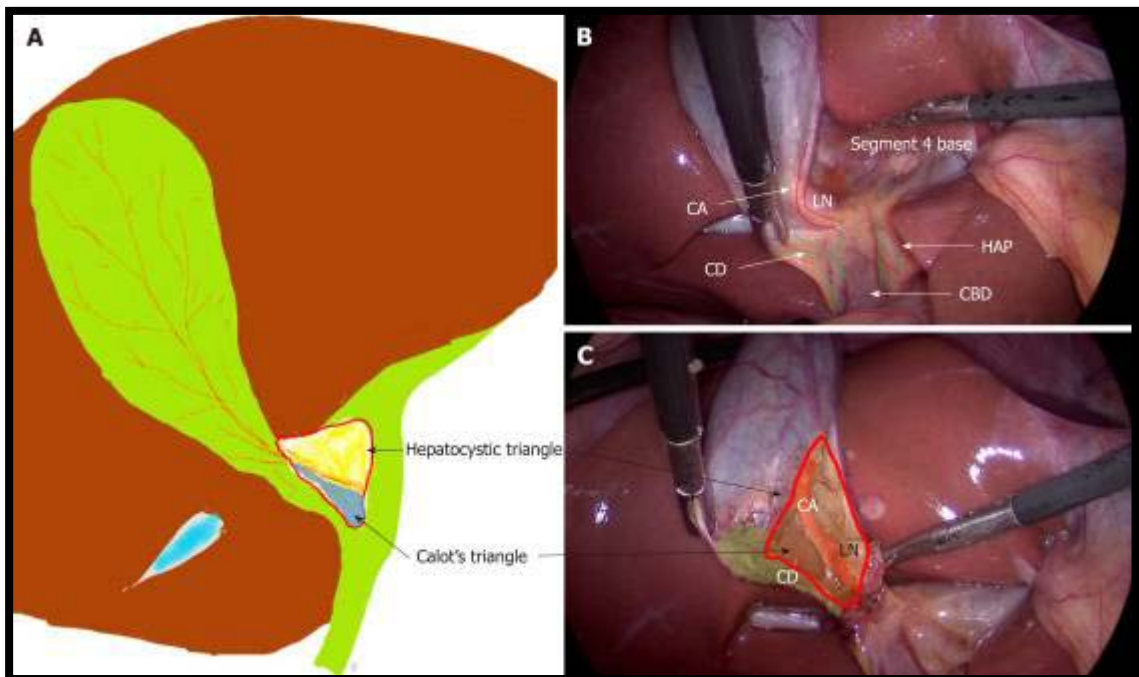 A
Hepatocystic triangle
Calot's triangle
B
Segment 4 base
CA
LN
CD
HAP
CBD
C
CA
LN
CD